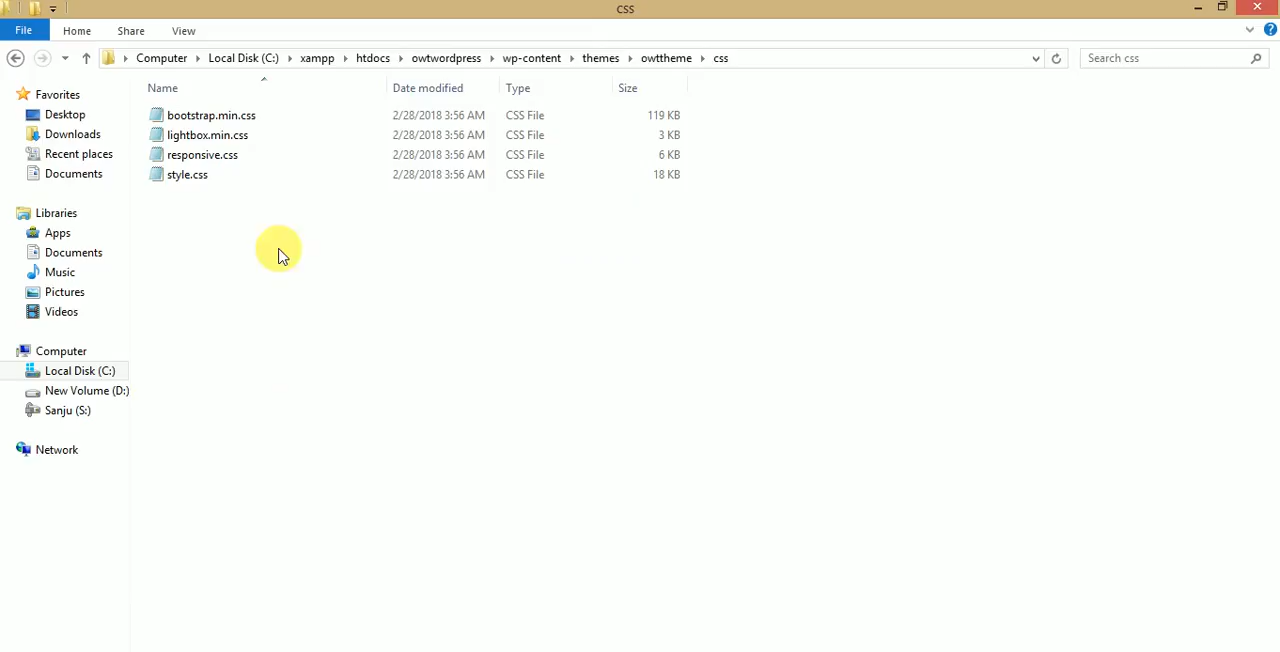 CSS
File Home Share View
Computer Local Disk (C:) xampp htdocs owtwordpress wp-content themes owttheme css Search css
Name Date modified Type Size
Favorites
Desktop
Downloads
Recent places
Documents
Libraries
Apps
Documents
Music
Pictures
Videos
Computer
Local Disk (C:)
New Volume (D:)
Sanju (S:)
Network
bootstrap.min.css 2/28/2018 3:56 AM CSS File 119 KB
lightbox.min.css 2/28/2018 3:56 AM CSS File 3 KB
responsive.css 2/28/2018 3:56 AM CSS File 6 KB
style.css 2/28/2018 3:56 AM CSS File 18 KB